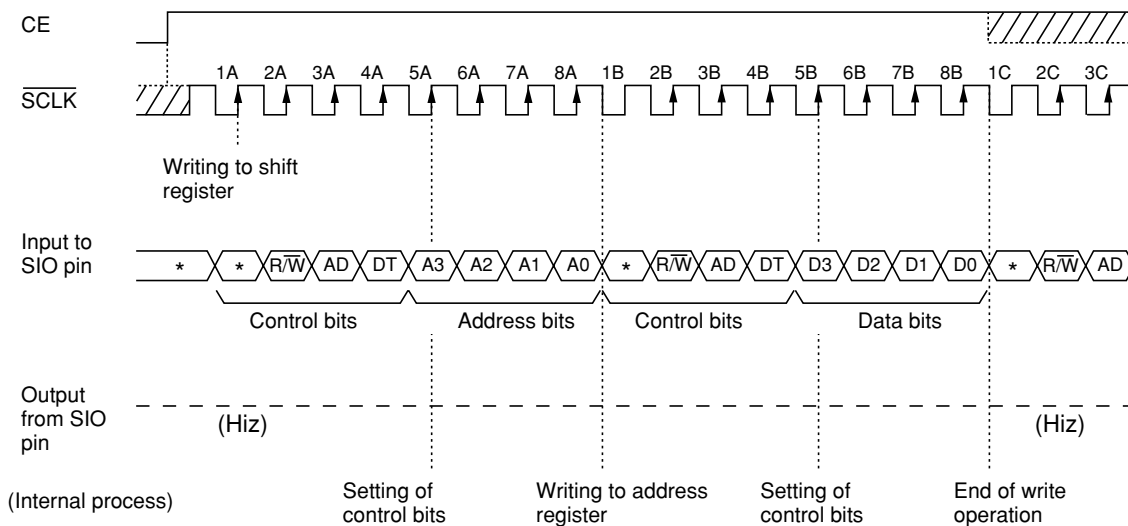 CE
1A 2A 3A 4A 5A 6A 7A 8A 1B 2B 3B 4B 5B 6B 7B 8B 1C 2C 3C
SCLK
Writing to shift
register
Input to
SIO pin
* * R/W AD DT A3 A2 A1 A0 * R/W AD DT D3 D2 D1 D0 * R/W AD
Control bits Address bits Control bits Data bits
Output
from SIO
pin
(Hiz) (Hiz)
(Internal process)
Setting of
control bits
Writing to address
register
Setting of
control bits
End of write
operation